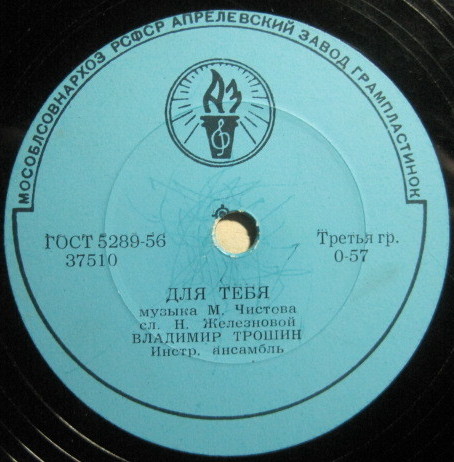 МОСОБЛСОВНАРХОЗ РСФСР АПРЕЛЕВСКИЙ ЗАВОД ГРАМПЛАСТИНОК
АЗ
ГОСТ 5289-56
37510
Третья гр.
0-57
ДЛЯ ТЕБЯ
музыка М. Чистова
сл. Н. Железновой
ВЛАДИМИР ТРОШИН
Инстр. ансамбль